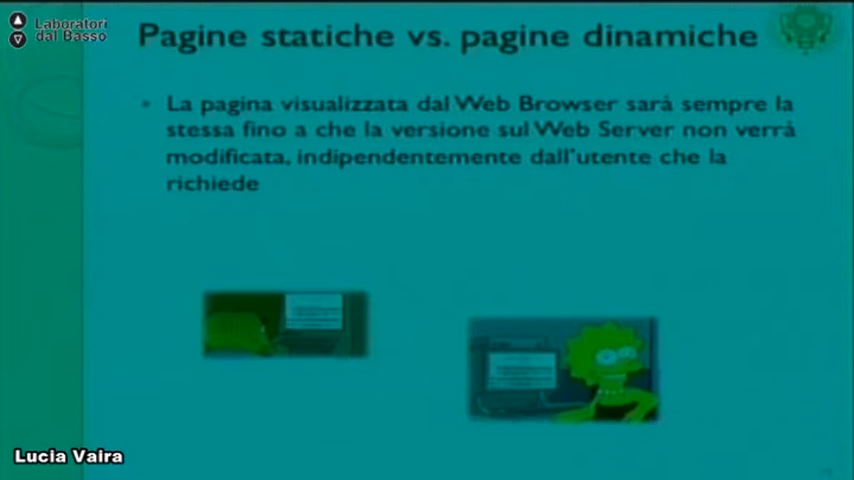 Laboratori
dal Basso
Pagine statiche vs. pagine dinamiche
La pagina visualizzata dal Web Browser sarà sempre la
stessa fino a che la versione sul Web Server non verrà
modificata, indipendentemente dall'utente che la
richiede
Lucia Vaira